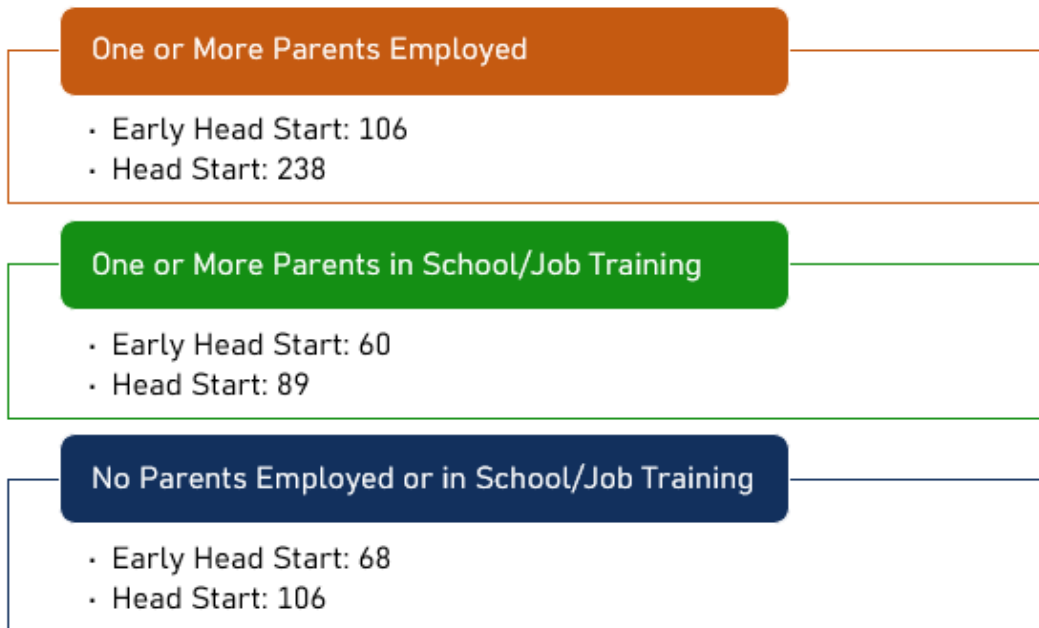 One or More Parents Employed
· Early Head Start: 106
· Head Start: 238
One or More Parents in School/Job Training
· Early Head Start: 60
· Head Start: 89
No Parents Employed or in School/Job Training
· Early Head Start: 68
· Head Start: 106